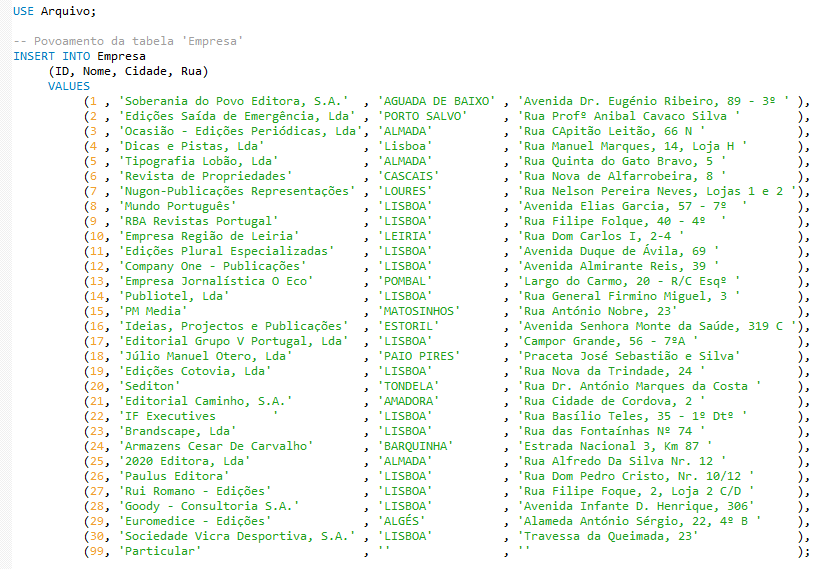 USE Arquivo;
-- Povoamento da tabela 'Empresa'
INSERT INTO Empresa
(ID, Nome, Cidade, Rua)
VALUES
(1 , 'Soberania do Povo Editora, S.A.' , 'AGUADA DE BAIXO' , 'Avenida Dr. Eugénio Ribeiro, 89 - 3º ' ),
(2 , 'Edições Saída de Emergência, Lda' , 'PORTO SALVO' , 'Rua Profº Anibal Cavaco Silva ' ),
(3 , 'Ocasião - Edições Periódicas, Lda', 'ALMADA' , 'Rua CApitão Leitão, 66 N ' ),
(4 , 'Dicas e Pistas, Lda' , 'Lisboa' , 'Rua Manuel Marques, 14, Loja H ' ),
(5 , 'Tipografia Lobão, Lda' , 'ALMADA' , 'Rua Quinta do Gato Bravo, 5 ' ),
(6 , 'Revista de Propriedades' , 'CASCAIS' , 'Rua Nova de Alfarrobeira, 8 ' ),
(7 , 'Nugon-Publicações Representações' , 'LOURES' , 'Rua Nelson Pereira Neves, Lojas 1 e 2 '),
(8 , 'Mundo Português' , 'LISBOA' , 'Avenida Elias Garcia, 57 - 7º  ' ),
(9 , 'RBA Revistas Portugal' , 'LISBOA' , 'Rua Filipe Folque, 40 - 4º  ' ),
(10, 'Empresa Região de Leiria' , 'LEIRIA' , 'Rua Dom Carlos I, 2-4 ' ),
(11, 'Edições Plural Especializadas' , 'LISBOA' , 'Avenida Duque de Ávila, 69 ' ),
(12, 'Company One - Publicações' , 'LISBOA' , 'Avenida Almirante Reis, 39 ' ),
(13, 'Empresa Jornalística O Eco' , 'POMBAL' , 'Largo do Carmo, 20 - R/C Esqº ' ),
(14, 'Publiotel, Lda' , 'LISBOA' , 'Rua General Firmino Miguel, 3 ' ),
(15, 'PM Media' , 'MATOSINHOS' , 'Rua António Nobre, 23' ),
(16, 'Ideias, Projectos e Publicações' , 'ESTORIL' , 'Avenida Senhora Monte da Saúde, 319 C '),
(17, 'Editorial Grupo V Portugal, Lda' , 'LISBOA' , 'Campor Grande, 56 - 7ºA ' ),
(18, 'Júlio Manuel Otero, Lda' , 'PAIO PIRES' , 'Praceta José Sebastião e Silva' ),
(19, 'Edições Cotovia, Lda' , 'LISBOA' , 'Rua Nova da Trindade, 24 ' ),
(20, 'Sediton' , 'TONDELA' , 'Rua Dr. António Marques da Costa ' ),
(21, 'Editorial Caminho, S.A.' , 'AMADORA' , 'Rua Cidade de Cordova, 2 ' ),
(22, 'IF Executives        ' , 'LISBOA' , 'Rua Basílio Teles, 35 - 1º Dtº ' ),
(23, 'Brandscape, Lda' , 'LISBOA' , 'Rua das Fontaínhas Nº 74 ' ),
(24, 'Armazens Cesar De Carvalho' , 'BARQUINHA' , 'Estrada Nacional 3, Km 87 ' ),
(25, '2020 Editora, Lda' , 'ALMADA' , 'Rua Alfredo Da Silva Nr. 12 ' ),
(26, 'Paulus Editora' , 'LISBOA' , 'Rua Dom Pedro Cristo, Nr. 10/12 ' ),
(27, 'Rui Romano - Edições' , 'LISBOA' , 'Rua Filipe Foque, 2, Loja 2 C/D ' ),
(28, 'Goody - Consultoria S.A.' , 'LISBOA' , 'Avenida Infante D. Henrique, 306' ),
(29, 'Euromedice - Edições' , 'ALGÉS' , 'Alameda António Sérgio, 22, 4º B ' ),
(30, 'Sociedade Vicra Desportiva, S.A.' , 'LISBOA' , 'Travessa da Queimada, 23' ),
(99, 'Particular' , '' , '' );